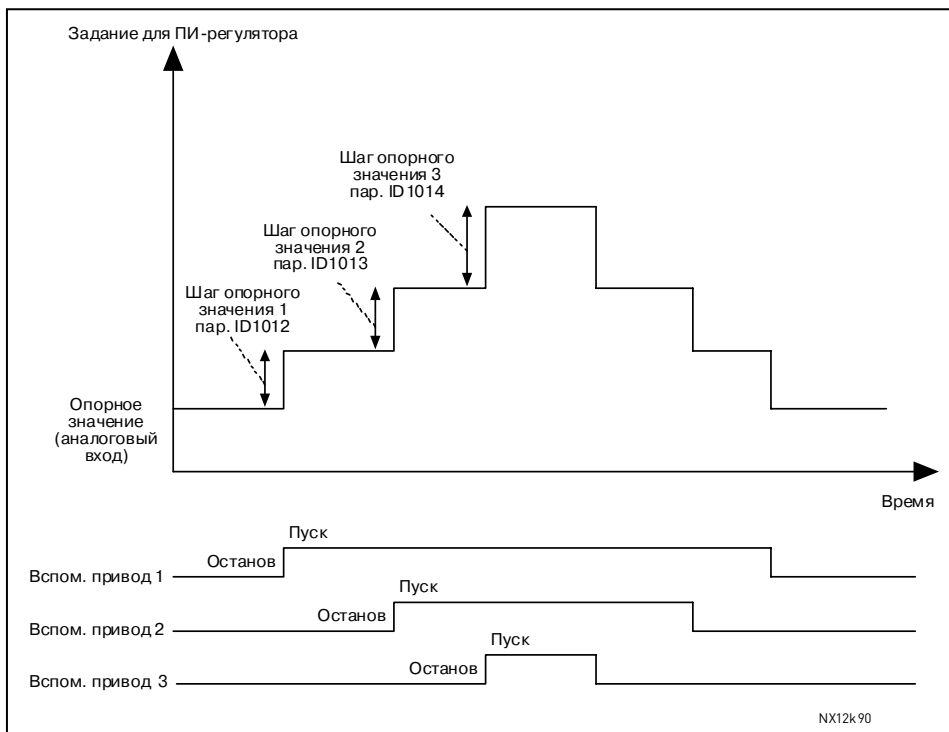 Задание для ПИ-регулятора
Шаг опорного
значения 3
пар. ID1014
Шаг опорного
значения 2
пар. ID1013
Шаг опорного
значения 1
пар. ID1012
Опорное
значение
(аналоговый
вход)
Время
Пуск
Останов
Вспом. привод 1
Пуск
Останов
Вспом. привод 2
Пуск
Останов
Вспом. привод 3
NX12k90